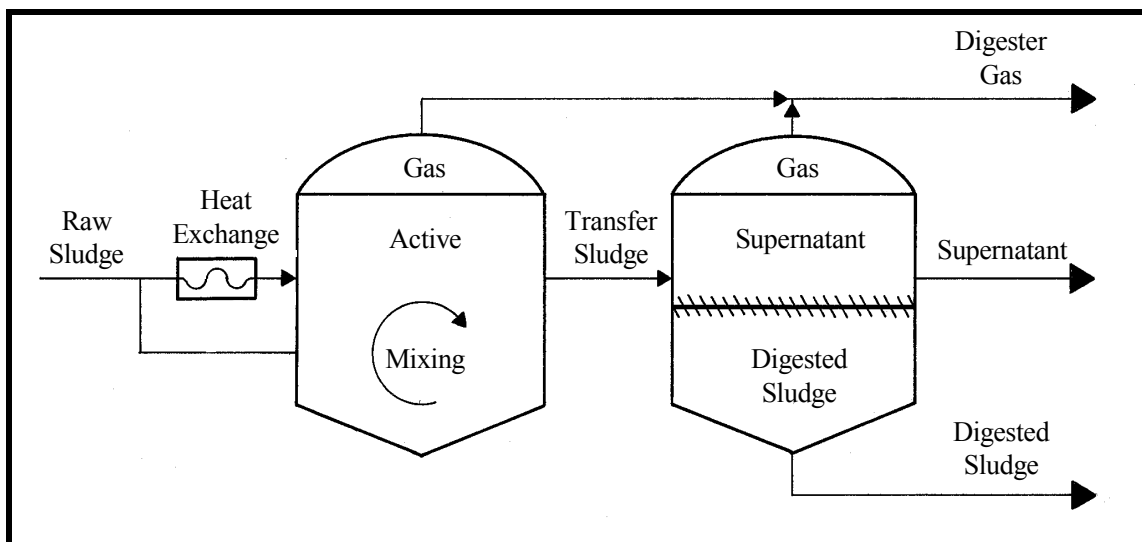 Digester
Gas
Gas
Gas
Raw
Sludge
Heat
Exchange
Active
Mixing
Transfer
Sludge
Supernatant
Supernatant
Digested
Sludge
Digested
Sludge